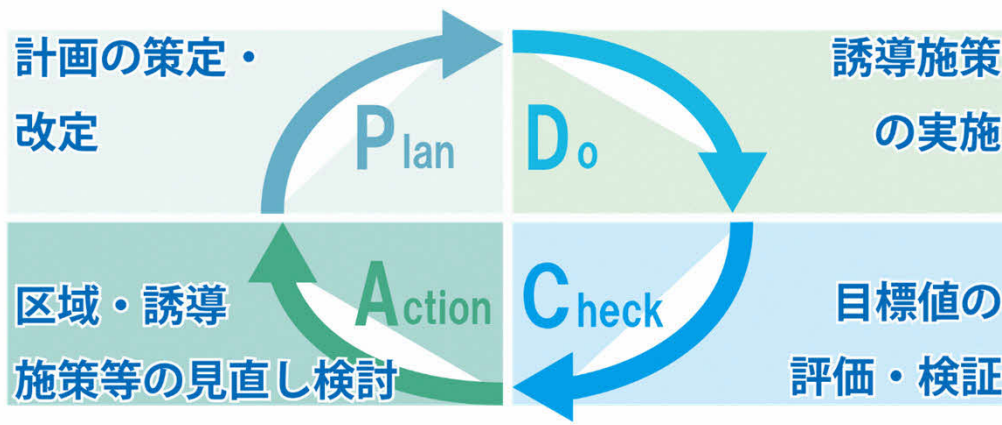 計画の策定・
改定
Plan
Do
誘導施策
の実施
区域・誘導
施策等の見直し検討
Action
Check
目標値の
評価・検証